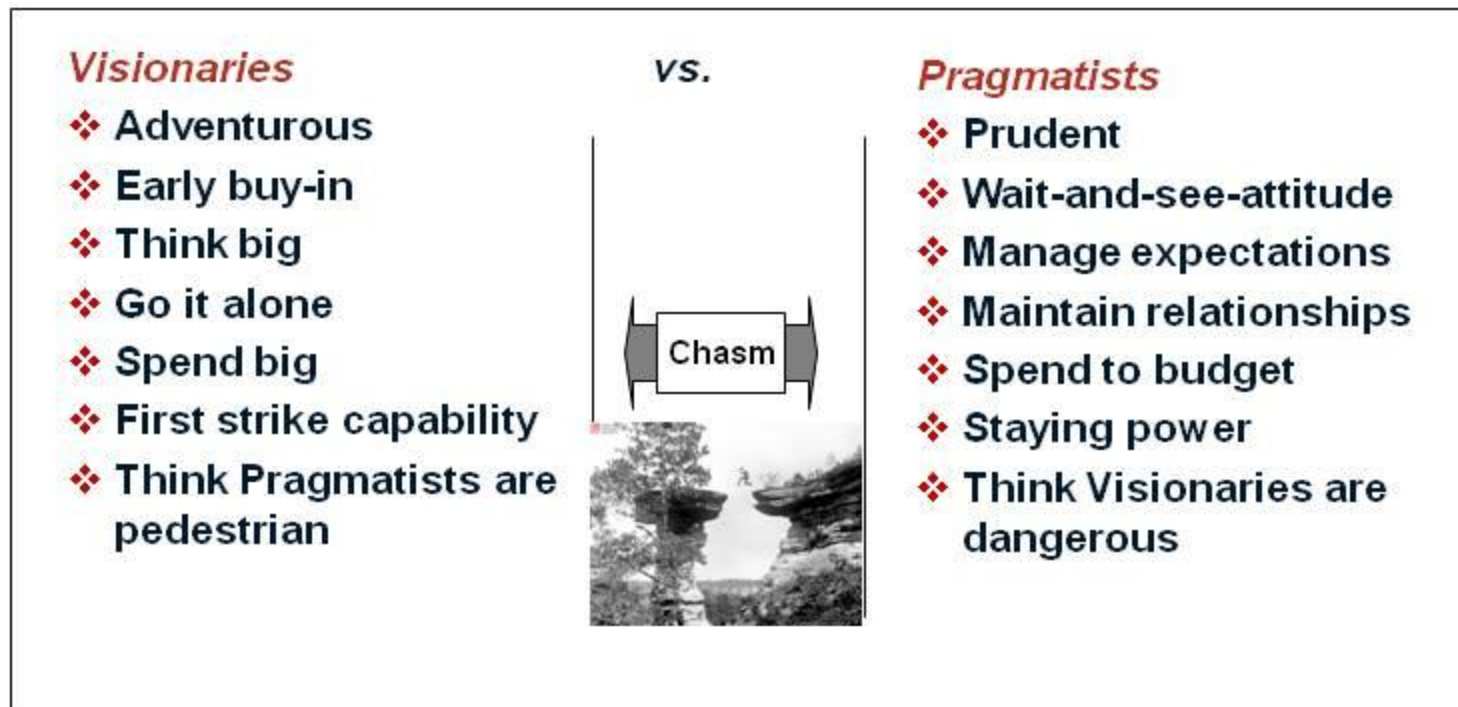 Visionaries
Adventurous
Early buy-in
Think big
Go it alone
Spend big
First strike capability
Think Pragmatists are
pedestrian
vs.
Chasm
Pragmatists
Prudent
Wait-and-see-attitude
Manage expectations
Maintain relationships
Spend to budget
Staying power
Think Visionaries are
dangerous